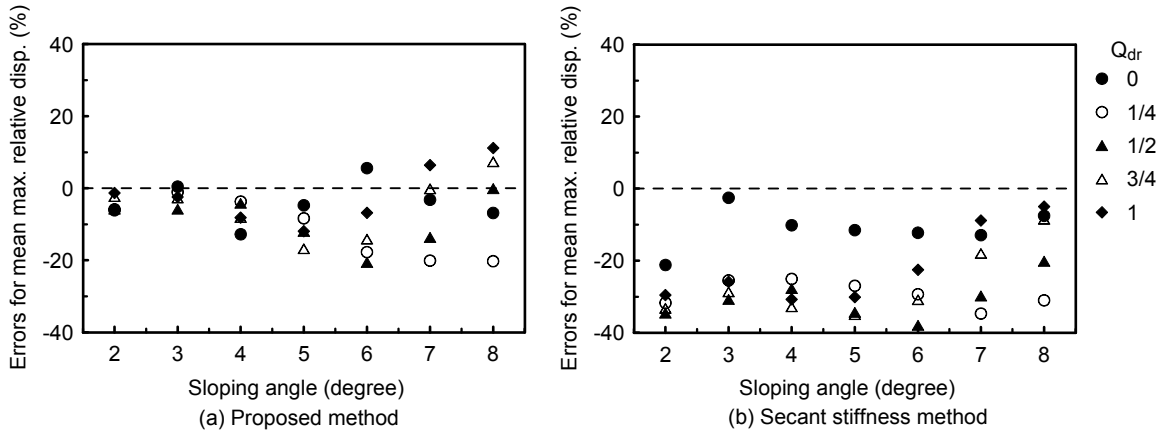 Errors for mean max. relative disp. (%)
40
20
0
-20
-40
2 3 4 5 6 7 8
Sloping angle (degree)
(a) Proposed method
Errors for mean max. relative disp. (%)
40
20
0
-20
-40
2 3 4 5 6 7 8
Sloping angle (degree)
(b) Secant stiffness method
Qdr
0
1/4
1/2
3/4
1